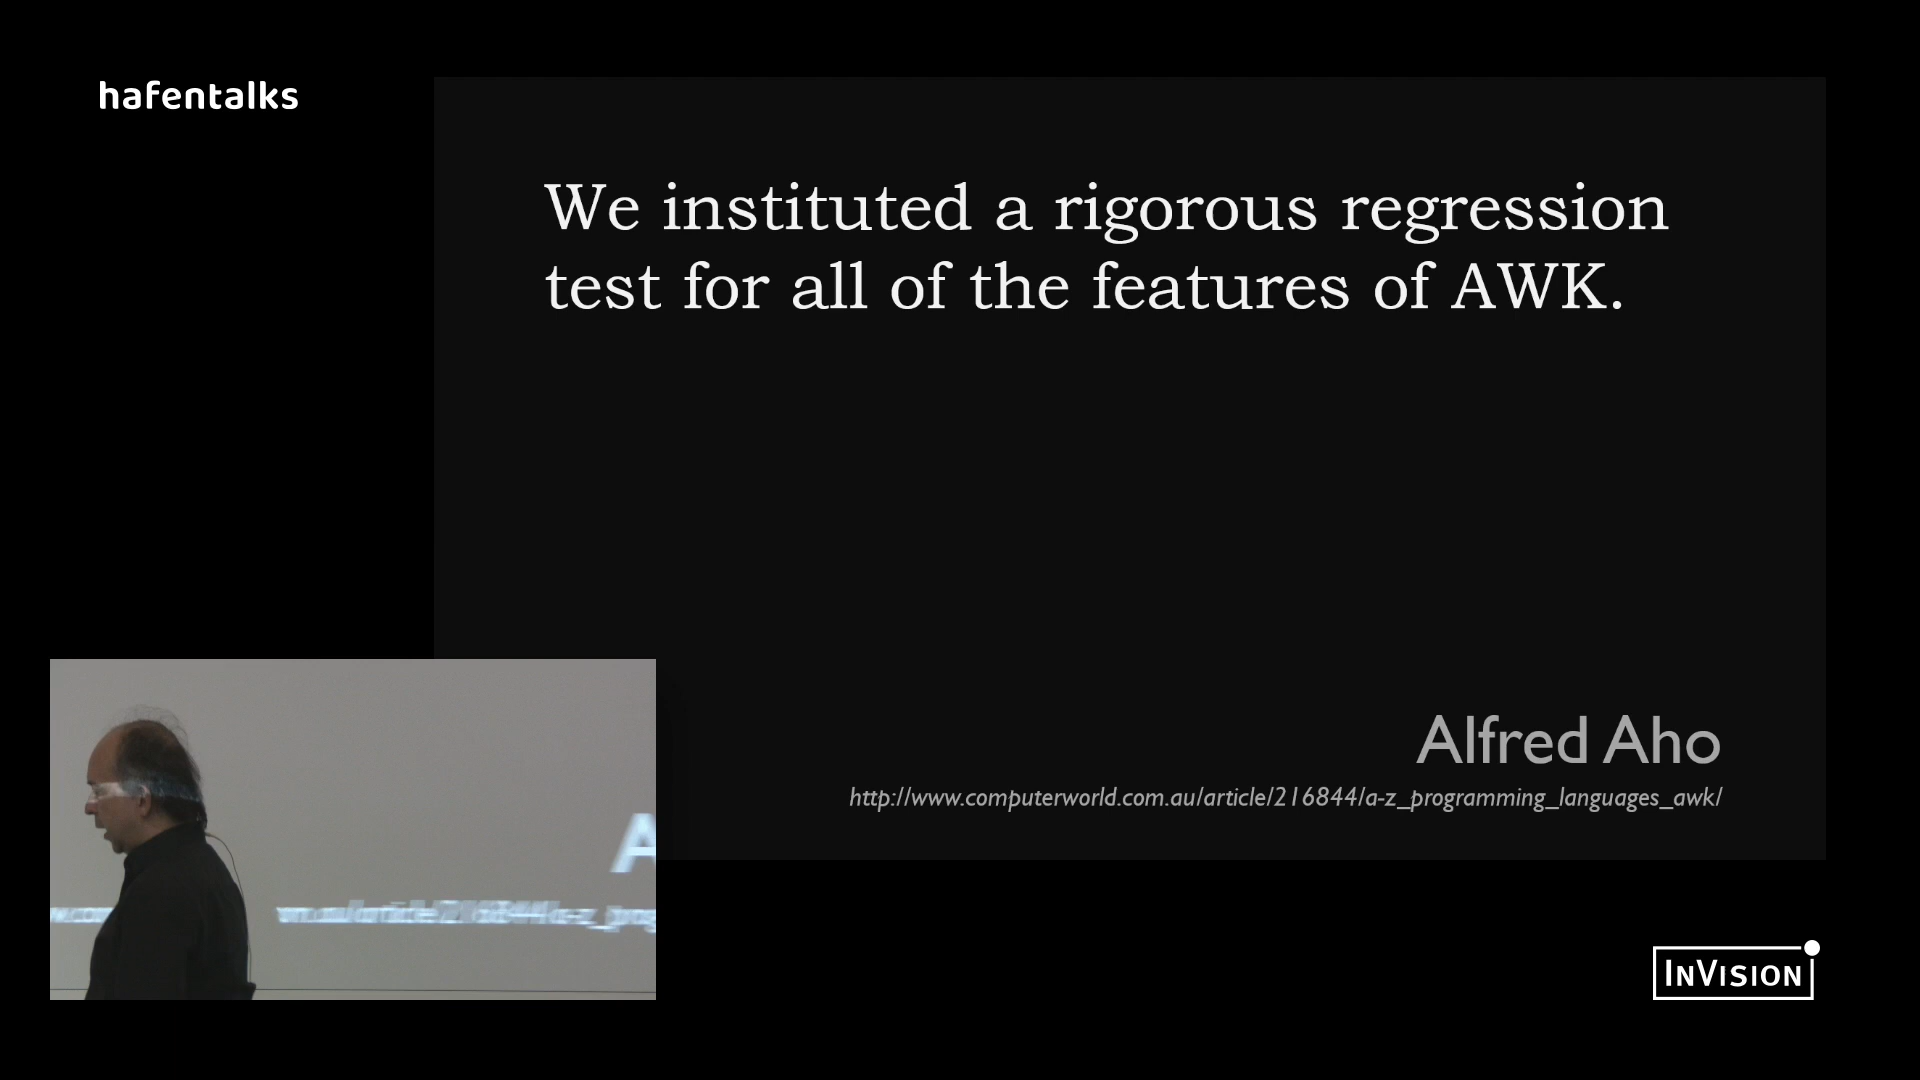 hafentalks
We instituted a rigorous regression
test for all of the features of AWK.
Alfred Aho
http://www.computerworld.com.au/article/216844/a-z_programming_languages_awk/
A
INVISION